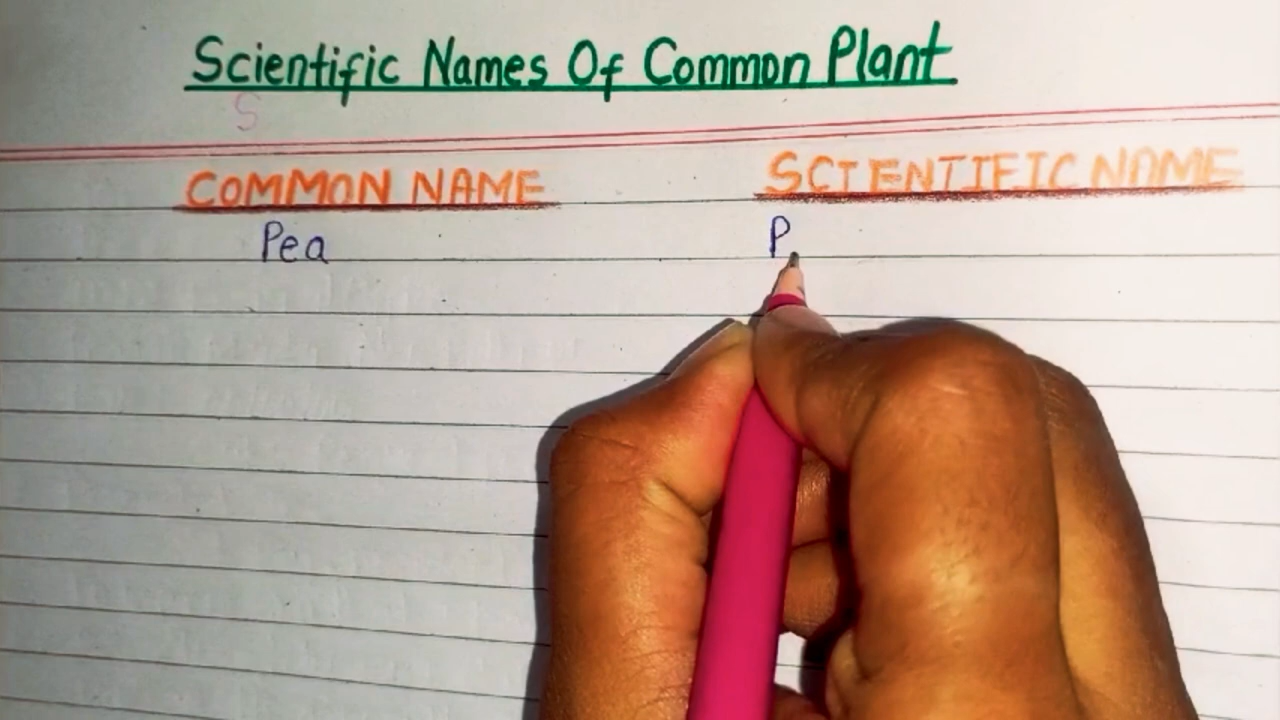 Scientific Names Of Common Plant
S
COMMON NAME SCIENTIFIC NAME
Pea P